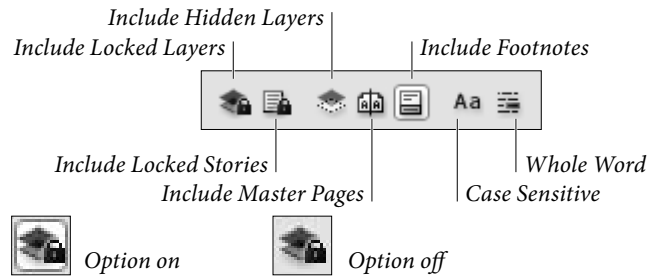 Include Hidden Layers
Include Locked Layers
Include Footnotes
A A
Aa
Include Locked Stories
Whole Word
Include Master Pages
Case Sensitive
Option on
Option off